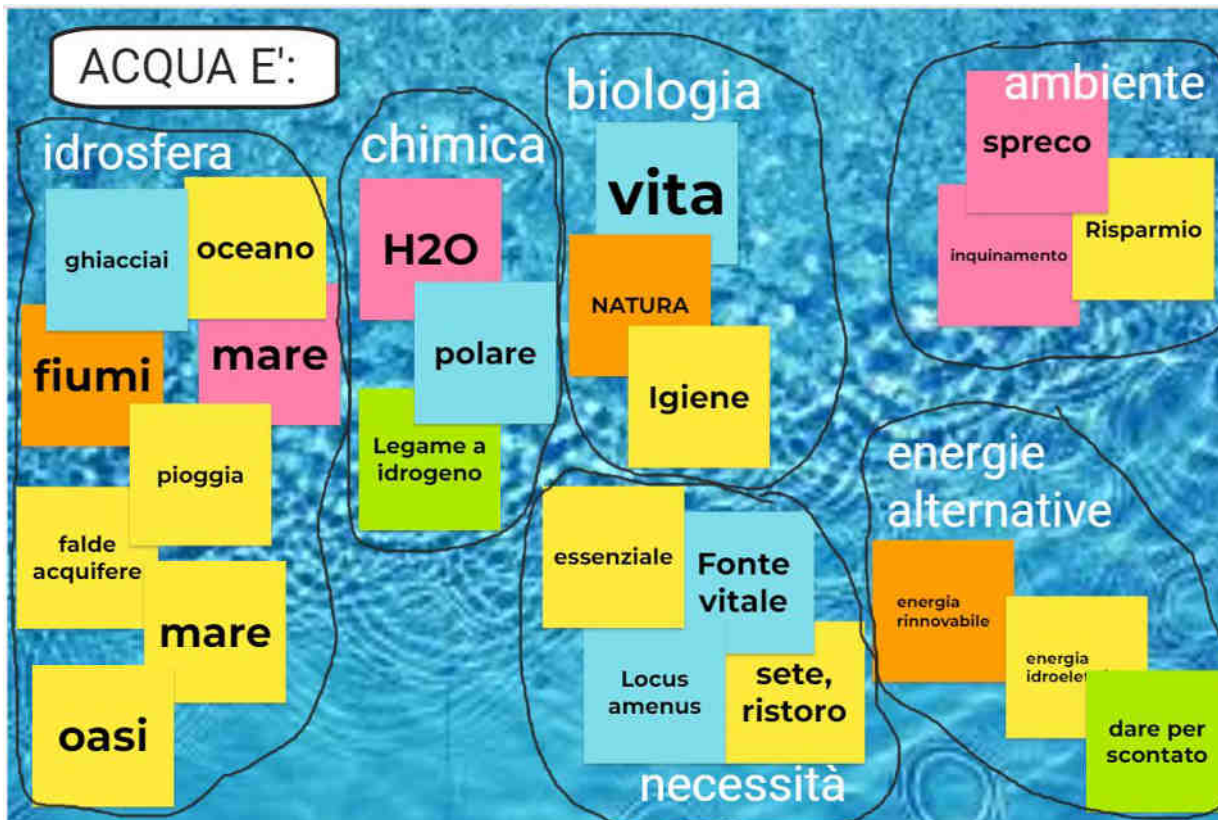 ACQUA E':
idrosfera
ghiacciai
oceano
fiumi
mare
pioggia
falde
acquifere
mare
oasi
chimica
H2O
polare
Legame a
idrogeno
biologia
vita
NATURA
Igiene
essenziale
Fonte
vitale
Locus
amenus
sete,
ristoro
necessità
ambiente
spreco
inquinamento
Risparmio
energie
alternative
energia
rinnovabile
energia
dare per
scontato